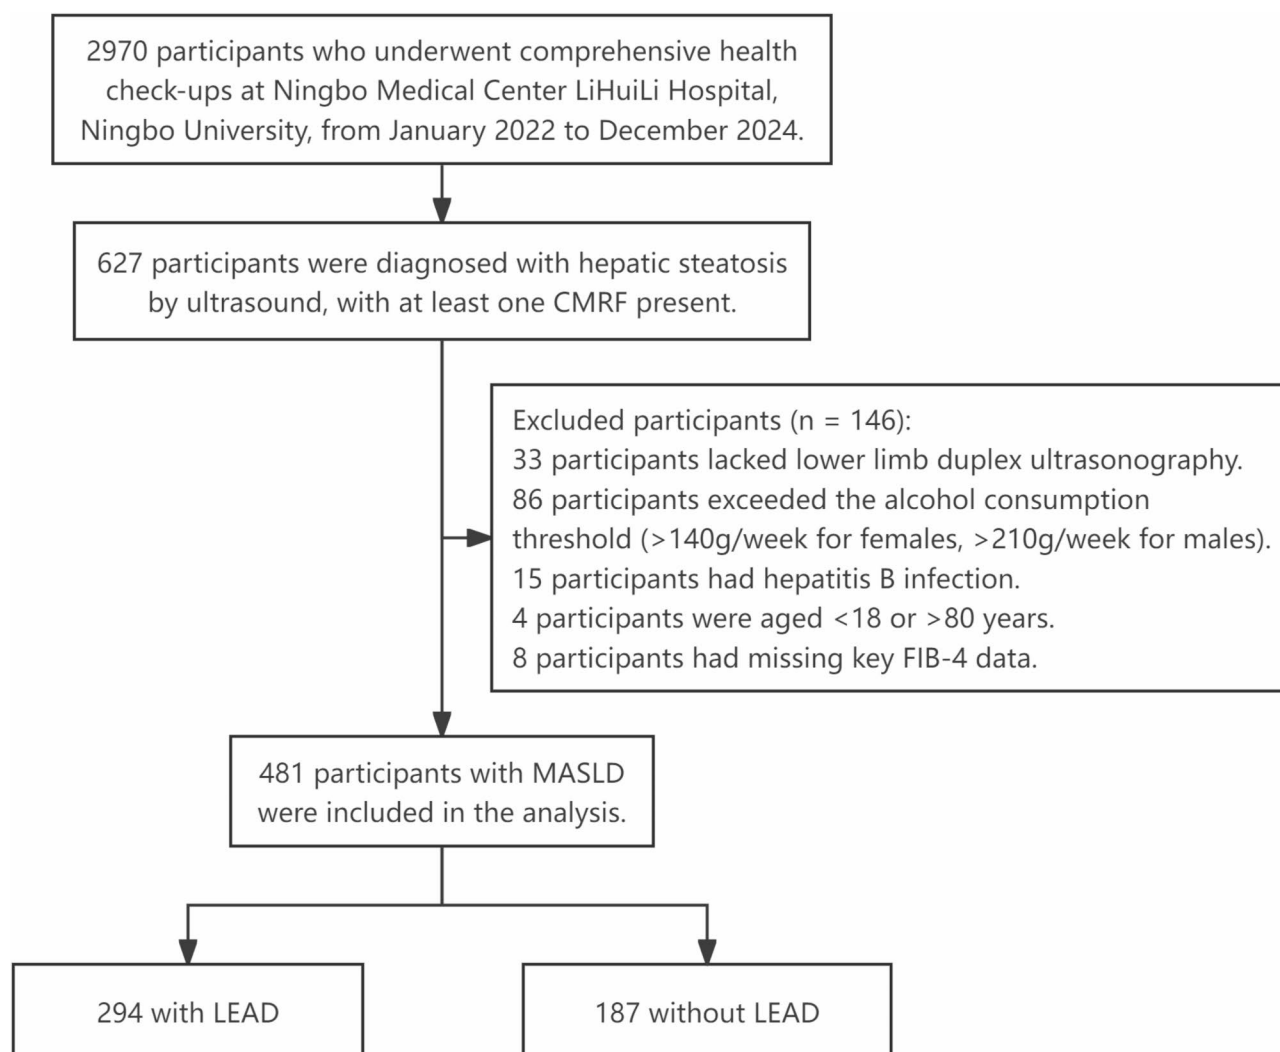 2970 participants who underwent comprehensive health
check-ups at Ningbo Medical Center LiHuiLi Hospital,
Ningbo University, from January 2022 to December 2024.
627 participants were diagnosed with hepatic steatosis
by ultrasound, with at least one CMRF present.
Excluded participants (n = 146):
33 participants lacked lower limb duplex ultrasonography.
86 participants exceeded the alcohol consumption
threshold (>140g/week for females, >210g/week for males).
15 participants had hepatitis B infection.
4 participants were aged <18 or >80 years.
8 participants had missing key FIB-4 data.
481 participants with MASLD
were included in the analysis.
294 with LEAD
187 without LEAD